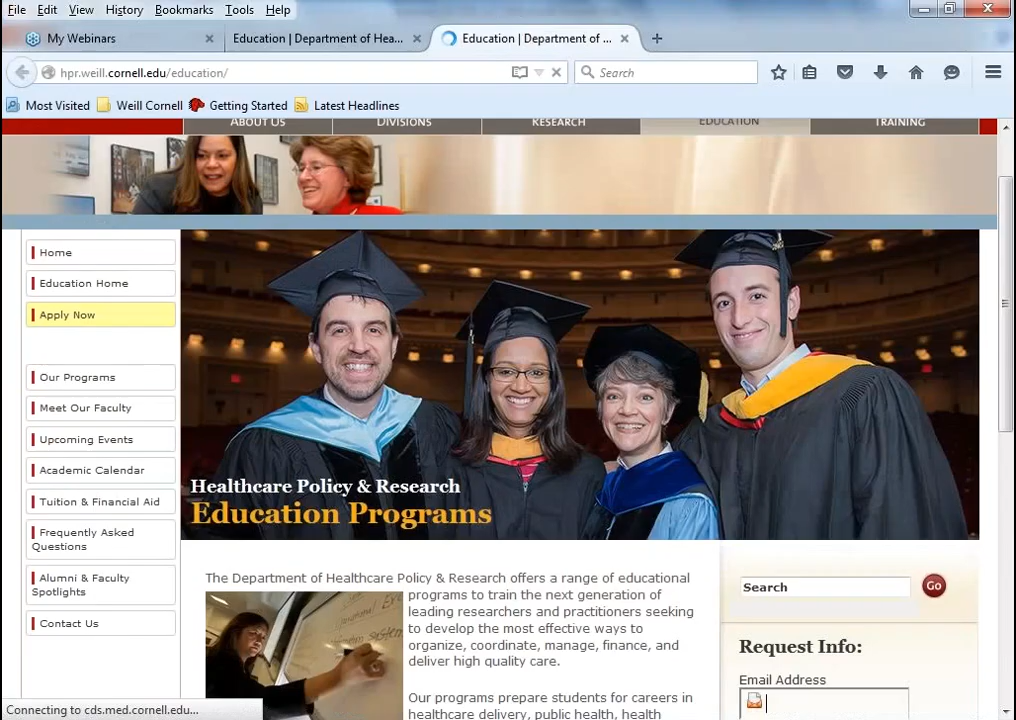 File Edit View History Bookmarks Tools Help
My Webinars
Education | Department of Hea...
Education | Department of ...
hpr.weill.cornell.edu/education/
Search
Most Visited Weill Cornell Getting Started Latest Headlines
ABOUT US DIVISIONS RESEARCH EDUCATION TRAINING
Home
Education Home
Apply Now
Our Programs
Meet Our Faculty
Upcoming Events
Academic Calendar
Tuition & Financial Aid
Frequently Asked
Questions
Alumni & Faculty
Spotlights
Contact Us
Healthcare Policy & Research
Education Programs
The Department of Healthcare Policy & Research offers a range of educational
programs to train the next generation of
leading researchers and practitioners seeking
to develop the most effective ways to
organize, coordinate, manage, finance, and
deliver high quality care.
Our programs prepare students for careers in
healthcare delivery, public health, health
Search
Go
Request Info:
Email Address
Connecting to cds.med.cornell.edu...